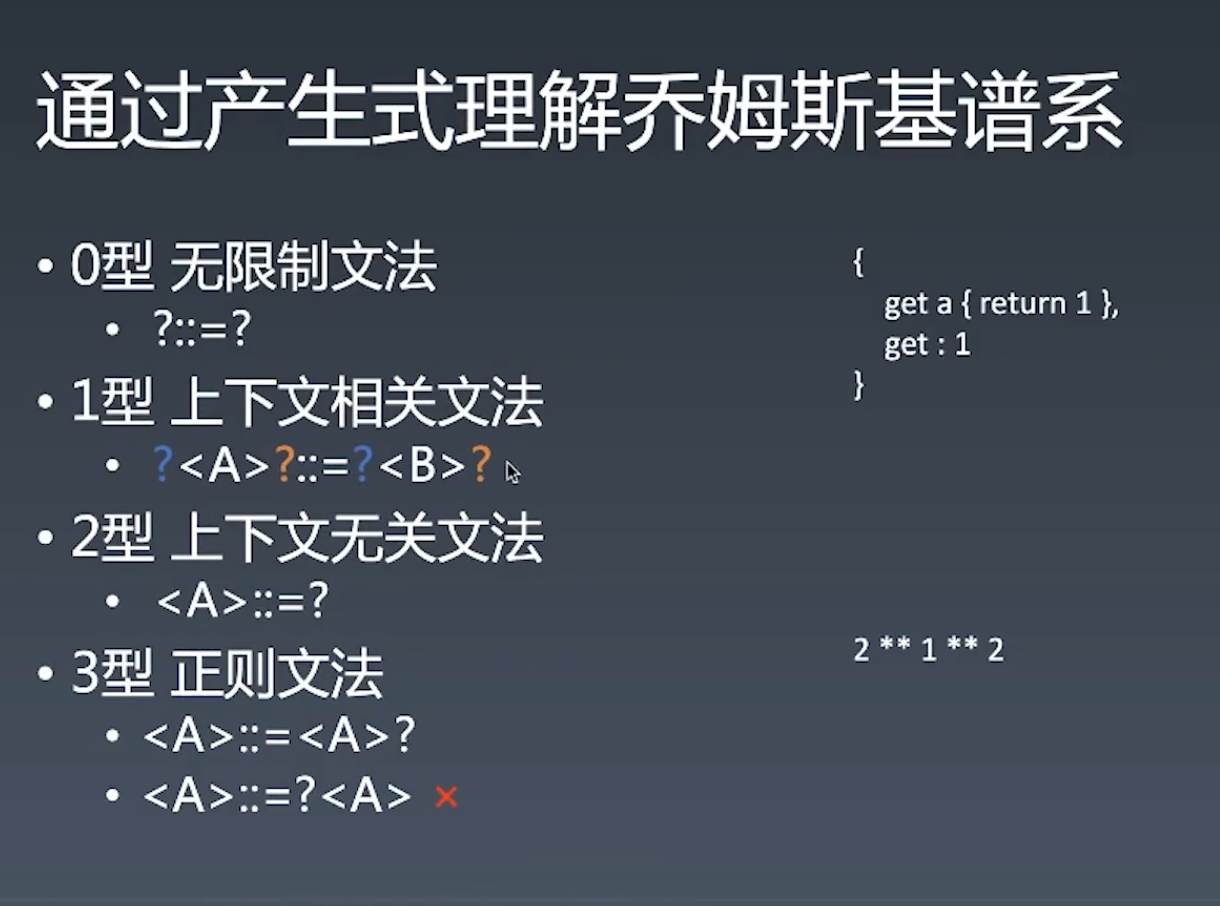 通过产生式理解乔姆斯基谱系
• 0型 无限制文法
• ?::=?
• 1型 上下文相关文法
• ?<A>?::=?<B>?
• 2型 上下文无关文法
• <A>::=?
• 3型 正则文法
• <A>::=<A>?
• <A>::=?<A> ×
{
get a { return 1 },
get : 1
}
2 ** 1 ** 2